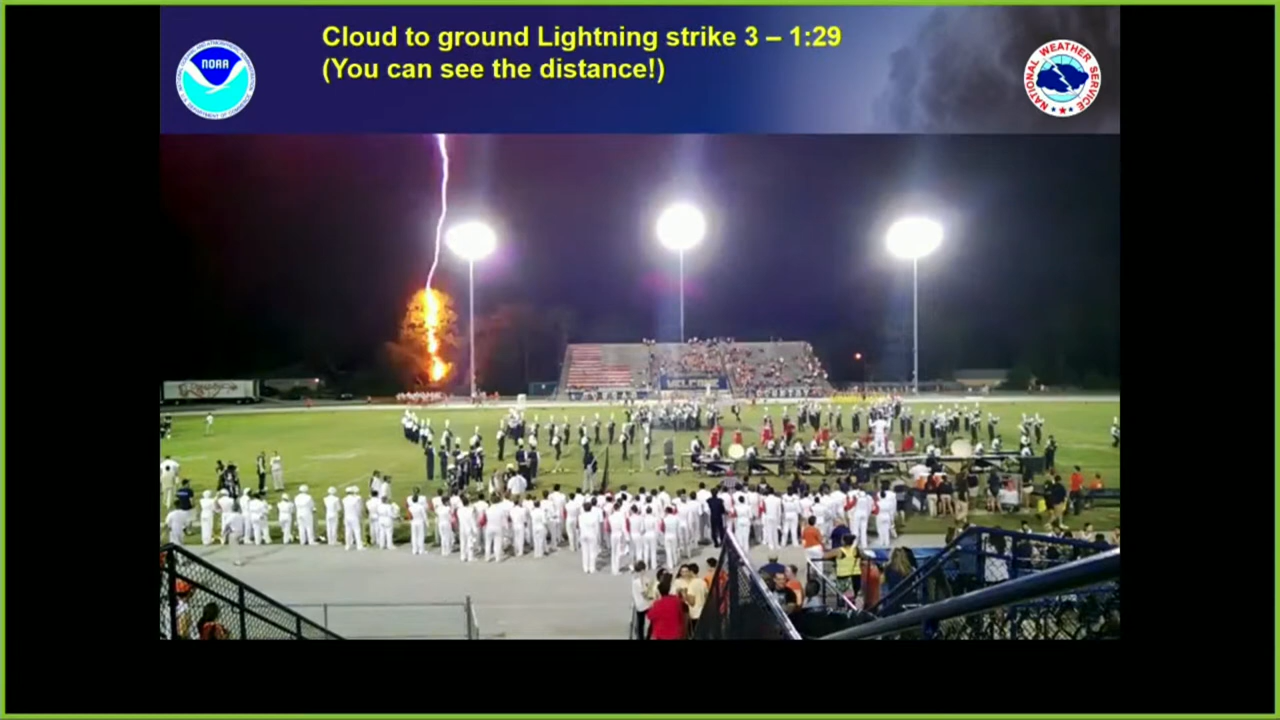 Cloud to ground Lightning strike 3 – 1:29
(You can see the distance!)
NOAA
NATIONAL WEATHER SERVICE